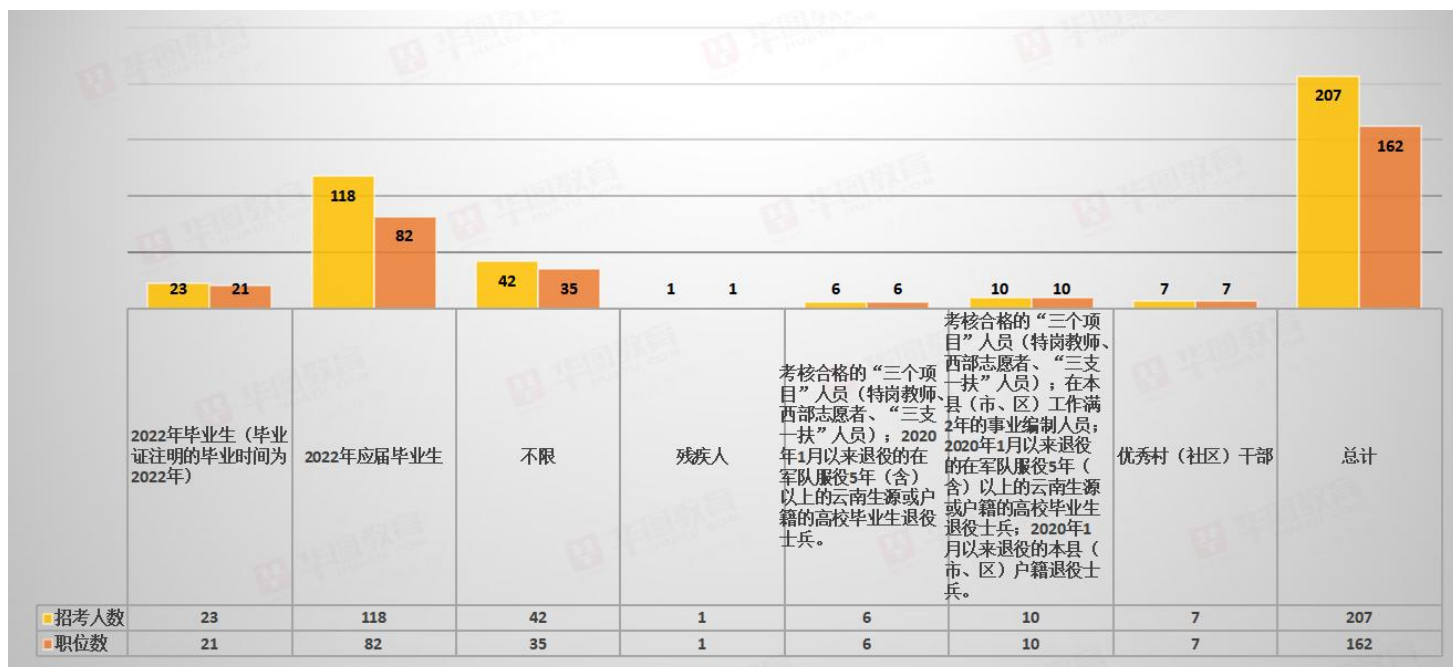 207
162
118
82
23
21
42
35
1
1
6
6
10
10
7
7
2022年毕业生（毕业
证注明的毕业时间为
2022年）
2022年应届毕业生
不限
残疾人
考核合格的“三个项
目”人员（特岗教师、
西部志愿者、“三支
一扶”人员）；2020
年1月以来退役的在
军队服役5年（含）
以上的云南生源或户
籍的高校毕业生退役
士兵。
考核合格的“三个项
目”人员（特岗教师、
西部志愿者、“三支
一扶”人员）；在本
县（市、区）工作满
2年的事业编制人员；
2020年1月以来退役
的在军队服役5年（
含）以上的云南生源
或户籍的高校毕业生
退役士兵；2020年1
月以来退役的本县（
市、区）户籍退役士
兵。
优秀村（社区）干部
总计
招考人数 23 118 42 1 6 10 7 207
职位数 21 82 35 1 6 10 7 162
华图教育
HUATU.COM